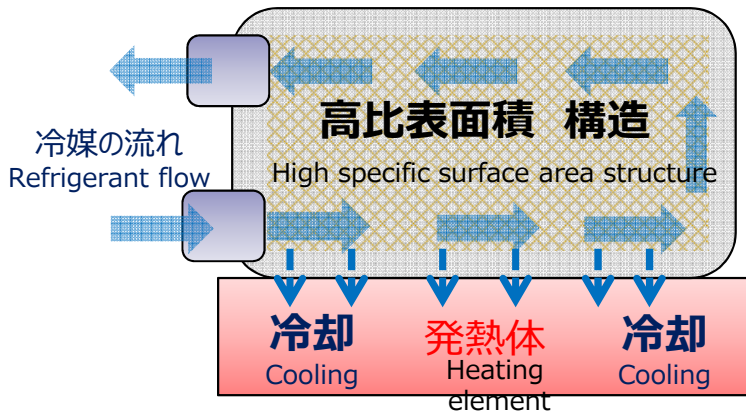 高比表面積 構造
High specific surface area structure
冷媒の流れ
Refrigerant flow
冷却
Cooling
発熱体
Heating
element
冷却
Cooling